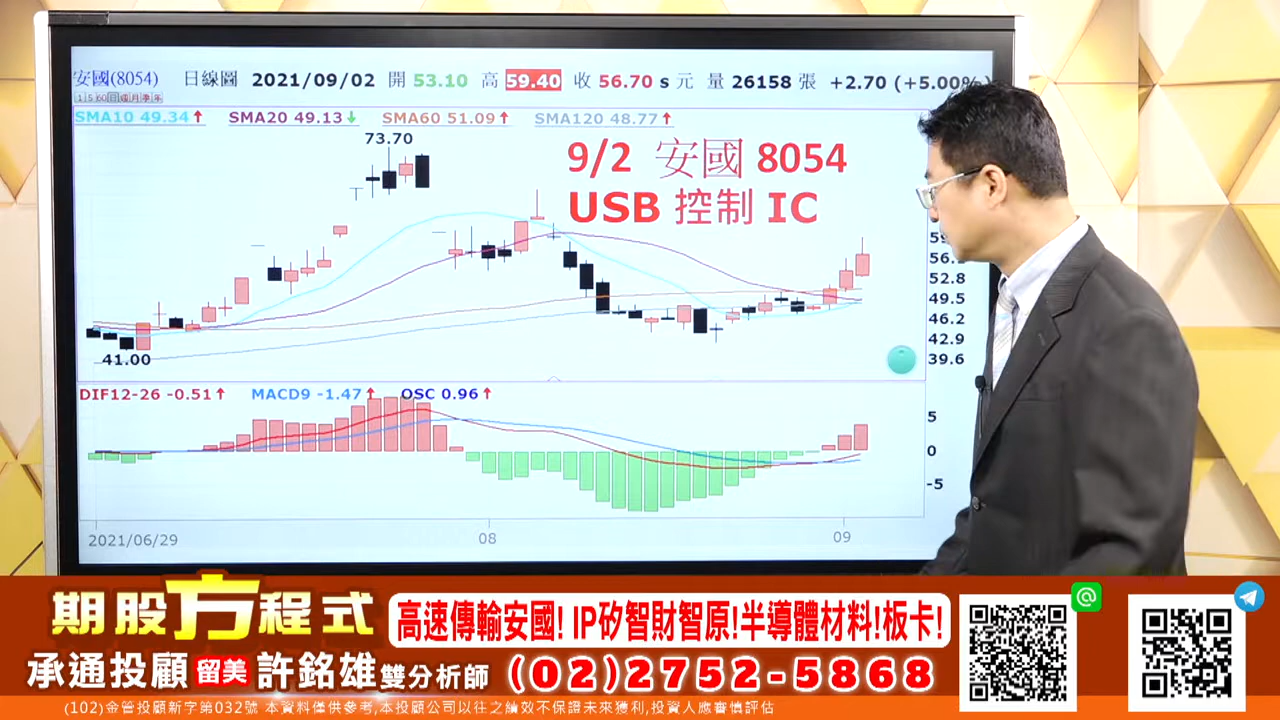 安國(8054) 日線圖 2021/09/02 開 53.10 高 59.40 收 56.70 s 元 量 26158 張 +2.70 (+5.00%)
1 5 60 日 週 月 季 年
SMA10 49.34↑ SMA20 49.13↓ SMA60 51.09↑ SMA120 48.77↑
73.70
9/2 安國 8054
USB 控制 IC
59.
56.
52.8
49.5
46.2
42.9
39.6
41.00
DIF12-26 -0.51↑ MACD9 -1.47↑ OSC 0.96↑
5
0
-5
2021/06/29 08 09
期股方程式
高速傳輸安國! IP矽智財智原!半導體材料!板卡!
承通投顧 留美 許銘雄 雙分析師 (02)2752-5868
(102)金管投顧新字第032號 本資料僅供參考,本投顧公司以往之績效不保證未來獲利,投資人應審慎評估